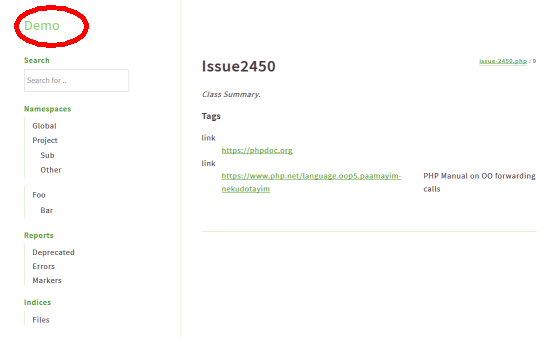 Demo
Search
Search for ..
Namespaces
Global
Project
Sub
Other
Foo
Bar
Reports
Deprecated
Errors
Markers
Indices
Files
Issue2450
issue-2450.php : 9
Class Summary.
Tags
link
https://phpdoc.org
link
https://www.php.net/language.oop5.paamayim-
nekudotayim
PHP Manual on OO forwarding
calls